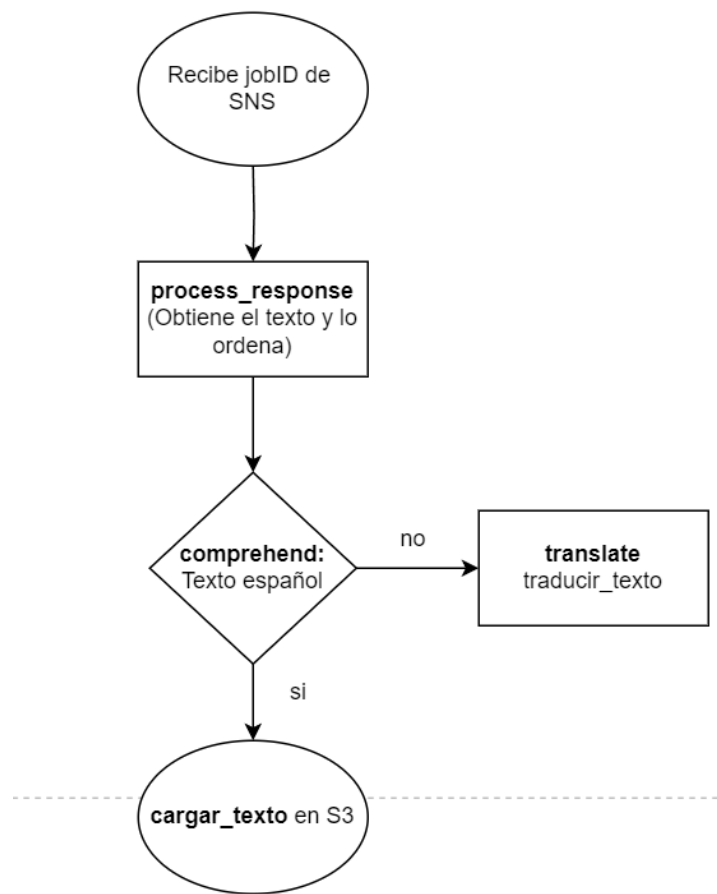 Recibe jobID de
SNS
process_response
(Obtiene el texto y lo
ordena)
comprehend:
Texto español
no
translate
traducir_texto
si
cargar_texto en S3